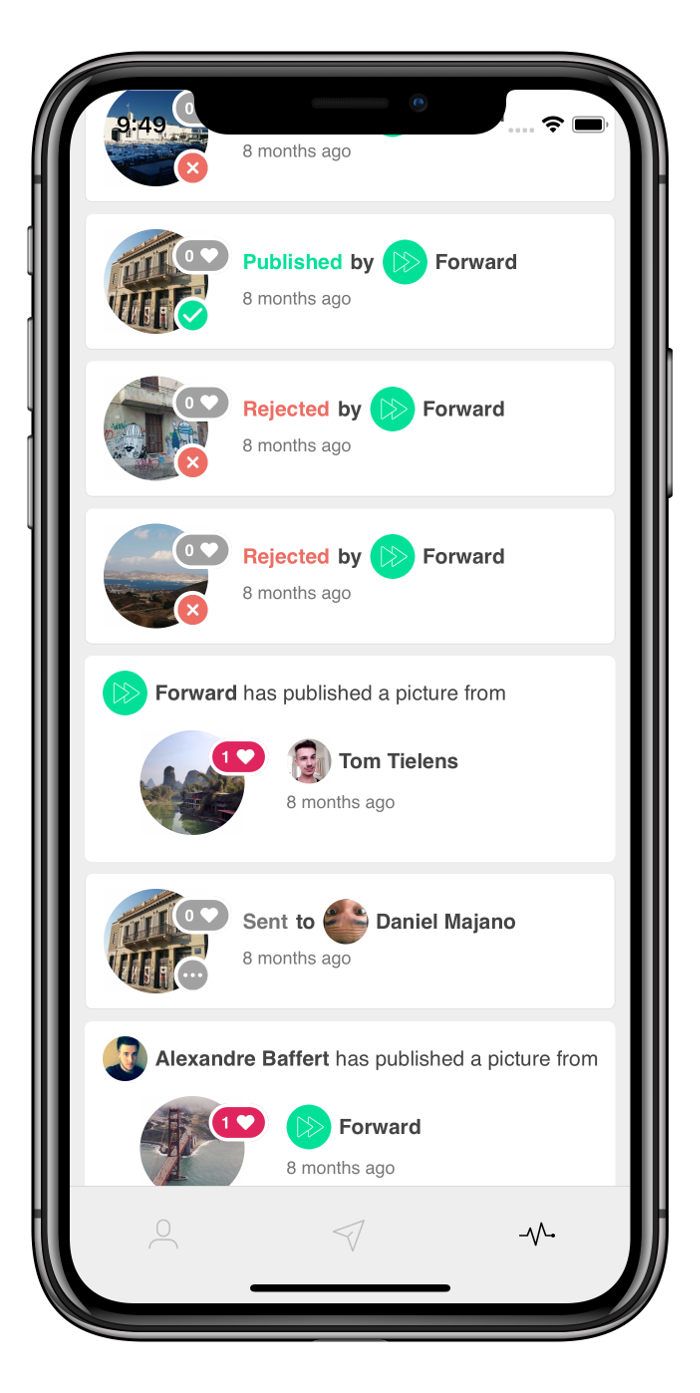 9:49
0
8 months ago
0
Published by Forward
8 months ago
0
Rejected by Forward
8 months ago
0
Rejected by Forward
8 months ago
Forward has published a picture from
1
Tom Tielens
8 months ago
0
Sent to Daniel Majano
8 months ago
Alexandre Baffert has published a picture from
1
Forward
8 months ago